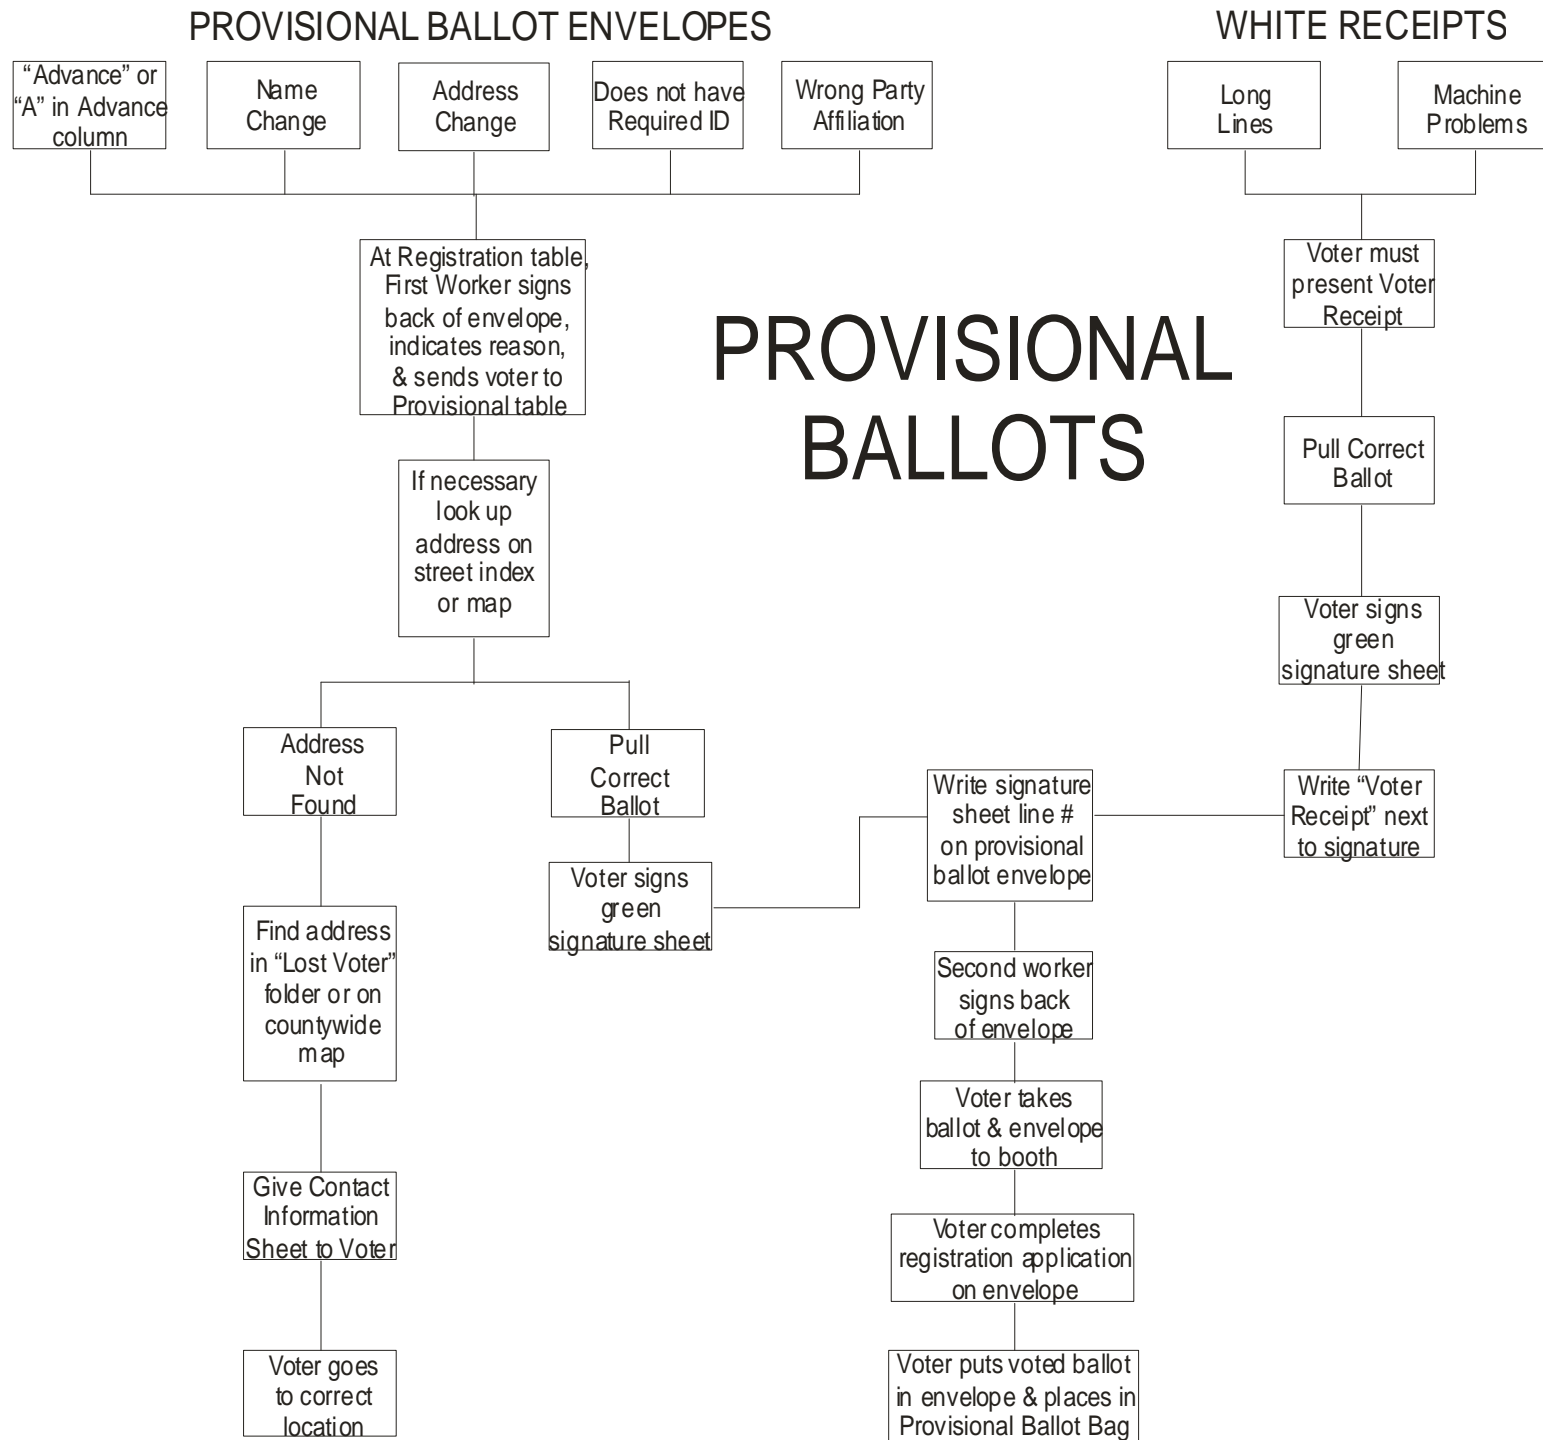 PROVISIONAL BALLOT ENVELOPES
WHITE RECEIPTS
“Advance” or
“A” in Advance
column
Name
Change
Address
Change
Does not have
Required ID
Wrong Party
Affiliation
Long
Lines
Machine
Problems
At Registration table,
First Worker signs
back of envelope,
indicates reason,
& sends voter to
Provisional table
PROVISIONAL
BALLOTS
Voter must
present Voter
Receipt
Pull Correct
Ballot
If necessary
look up
address on
street index
or map
Voter signs
green
signature sheet
Address
Not
Found
Pull
Correct
Ballot
Write signature
sheet line #
on provisional
ballot envelope
Write “Voter
Receipt” next
to signature
Voter signs
green
signature sheet
Find address
in “Lost Voter”
folder or on
countywide
map
Second worker
signs back
of envelope
Voter takes
ballot & envelope
to booth
Give Contact
Information
Sheet to Voter
Voter completes
registration application
on envelope
Voter goes
to correct
location
Voter puts voted ballot
in envelope & places in
Provisional Ballot Bag